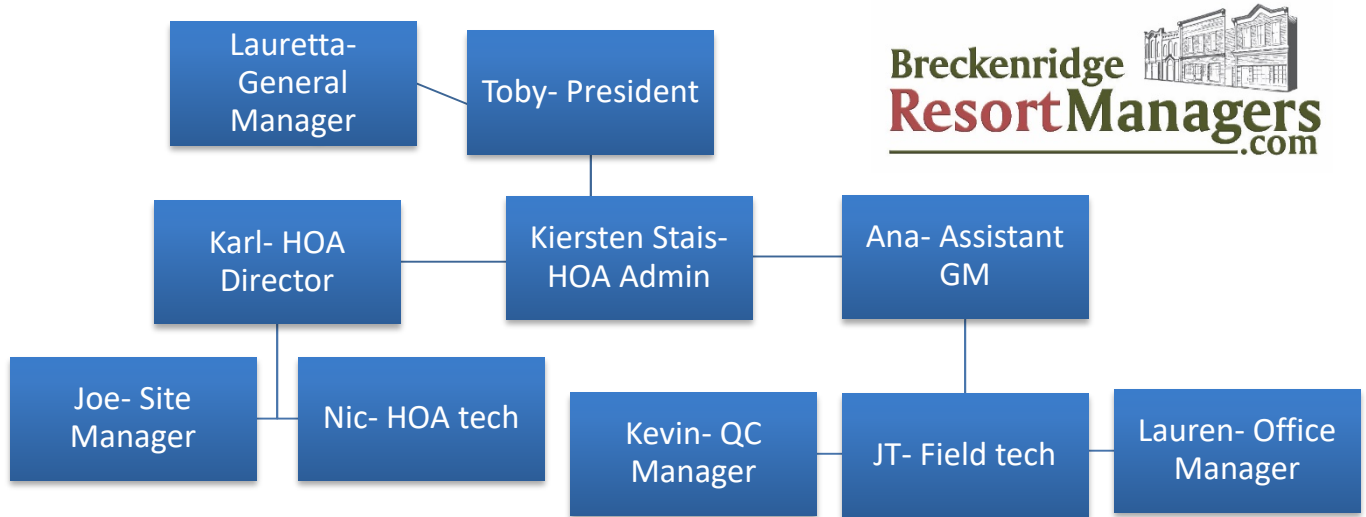 Lauretta-
General
Manager
Toby- President
Breckenridge
ResortManagers
.com
Karl- HOA
Director
Kiersten Stais-
HOA Admin
Ana- Assistant
GM
Joe- Site
Manager
Nic- HOA tech
Kevin- QC
Manager
JT- Field tech
Lauren- Office
Manager